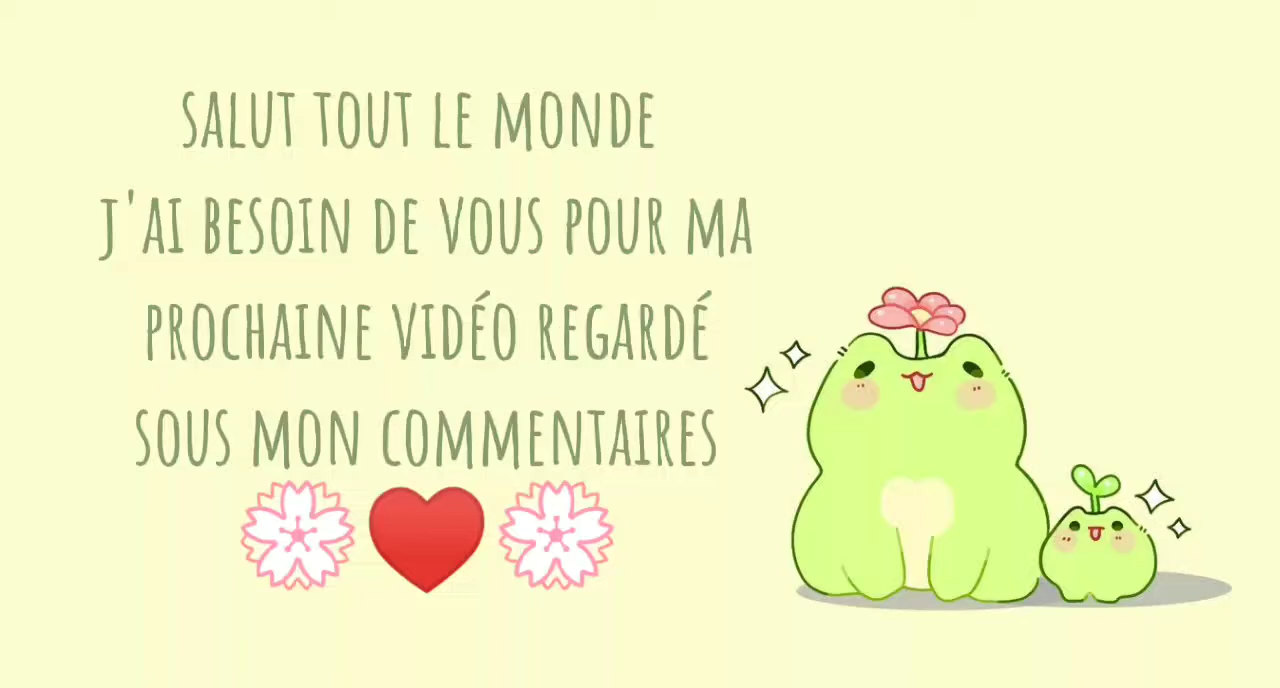 SALUT TOUT LE MONDE
J'AI BESOIN DE VOUS POUR MA
PROCHAINE VIDÉO REGARDÉ
SOUS MON COMMENTAIRES